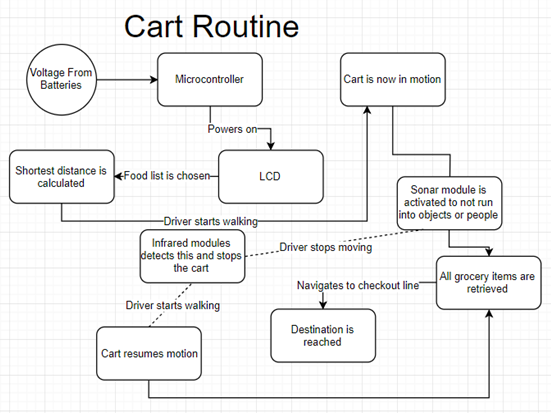 Cart Routine
Voltage From
Batteries
Microcontroller
Cart is now in motion
Powers on
Shortest distance is
calculated
Food list is chosen
LCD
Sonar module is
activated to not run
into objects or people
Driver starts walking
Infrared modules
detects this and stops
the cart
Driver stops moving
All grocery items are
retrieved
Navigates to checkout line
Driver starts walking
Destination is
reached
Cart resumes motion